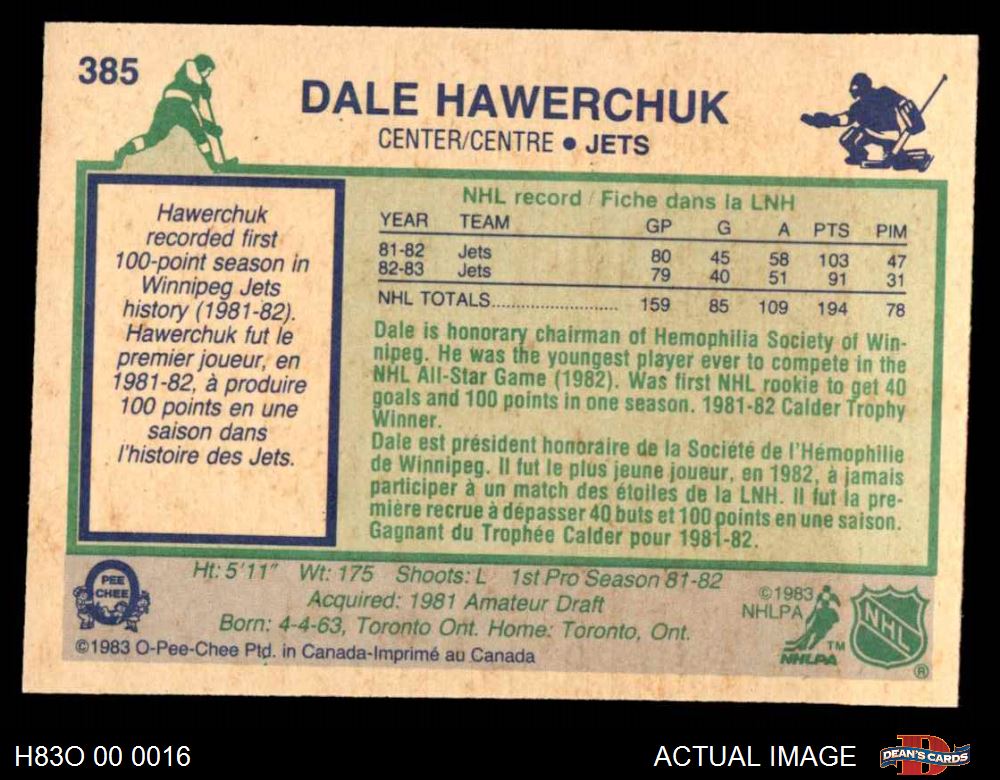 385
DALE HAWERCHUK
CENTER/CENTRE • JETS
Hawerchuk
recorded first
100-point season in
Winnipeg Jets
history (1981-82).
Hawerchuk fut le
premier joueur, en
1981-82, à produire
100 points en une
saison dans
l'histoire des Jets.
NHL record / Fiche dans la LNH
YEAR TEAM GP G A PTS PIM
81-82 Jets 80 45 58 103 47
82-83 Jets 79 40 51 91 31
NHL TOTALS.......................... 159 85 109 194 78
Dale is honorary chairman of Hemophilia Society of Win-
nipeg. He was the youngest player ever to compete in the
NHL All-Star Game (1982). Was first NHL rookie to get 40
goals and 100 points in one season. 1981-82 Calder Trophy
Winner.
Dale est président honoraire de la Société de l'Hémophilie
de Winnipeg. Il fut le plus jeune joueur, en 1982, à jamais
participer à un match des étoiles de la LNH. Il fut la pre-
mière recrue à dépasser 40 buts et 100 points en une saison.
Gagnant du Trophée Calder pour 1981-82.
PEE
CHEE
Ht: 5'11" Wt: 175 Shoots: L 1st Pro Season 81-82
Acquired: 1981 Amateur Draft
Born: 4-4-63, Toronto Ont. Home: Toronto, Ont.
©1983 O-Pee-Chee Ptd. in Canada-Imprimé au Canada
©1983
NHLPA
TM
NHLPA
NHL
®
H83O 00 0016
ACTUAL IMAGE
D
DEAN'S CARDS